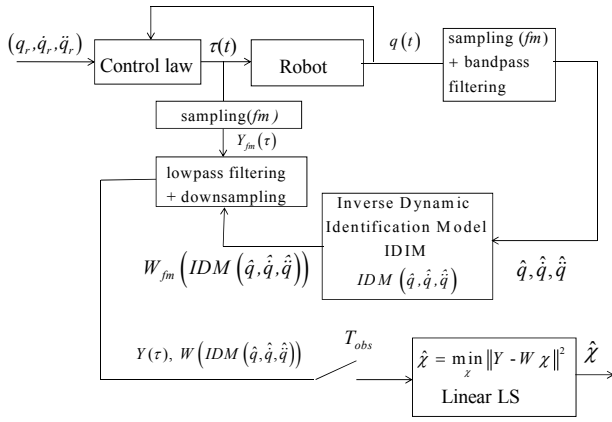 (q_r, q̇_r, q̈_r)
Control law
τ(t)
Robot
q(t)
sampling (fm)
+ bandpass
filtering
sampling(fm)
Y_fm(τ)
lowpass filtering
+ downsampling
Inverse Dynamic
Identification Model
IDIM
IDM(q̂, q̇̂, q̈̂)
W_fm(IDM(q̂, q̇̂, q̈̂))
q̂, q̇̂, q̈̂
T_obs
Y(τ), W(IDM(q̂, q̇̂, q̈̂))
χ̂ = min_χ ‖Y - W χ‖²
Linear LS
χ̂